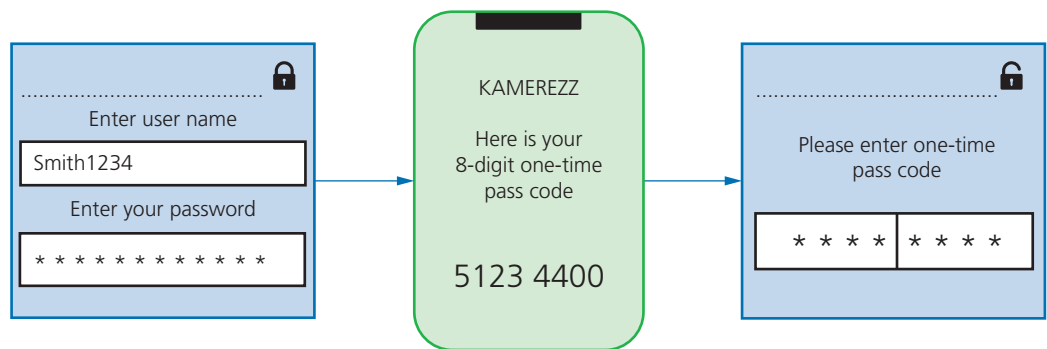 Enter user name
Smith1234
Enter your password
* * * * * * * * * * * *
KAMEREZZ
Here is your
8-digit one-time
pass code
5123 4400
Please enter one-time
pass code
* * * * * * * *